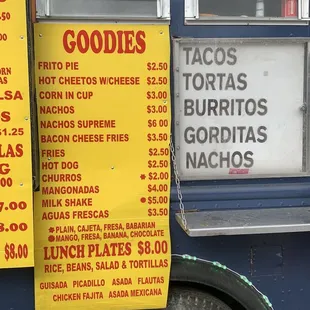 GOODIES
FRITO PIE $2.50
HOT CHEETOS W/CHEESE $2.50
CORN IN CUP $3.00
NACHOS $3.00
NACHOS SUPREME $6 00
BACON CHEESE FRIES $3.50
FRIES $2.50
HOT DOG $2.50
CHURROS $2.00
MANGONADAS $4.00
MILK SHAKE $5.00
AGUAS FRESCAS $3.50
PLAIN, CAJETA, FRESA, BABARIAN
MANGO, FRESA, BANANA, CHOCOLATE
LUNCH PLATES $8.00
RICE, BEANS, SALAD & TORTILLAS
GUISADA PICADILLO ASADA FLAUTAS
CHICKEN FAJITA ASADA MEXICANA
TACOS
TORTAS
BURRITOS
GORDITAS
NACHOS
$1.25
$8.00